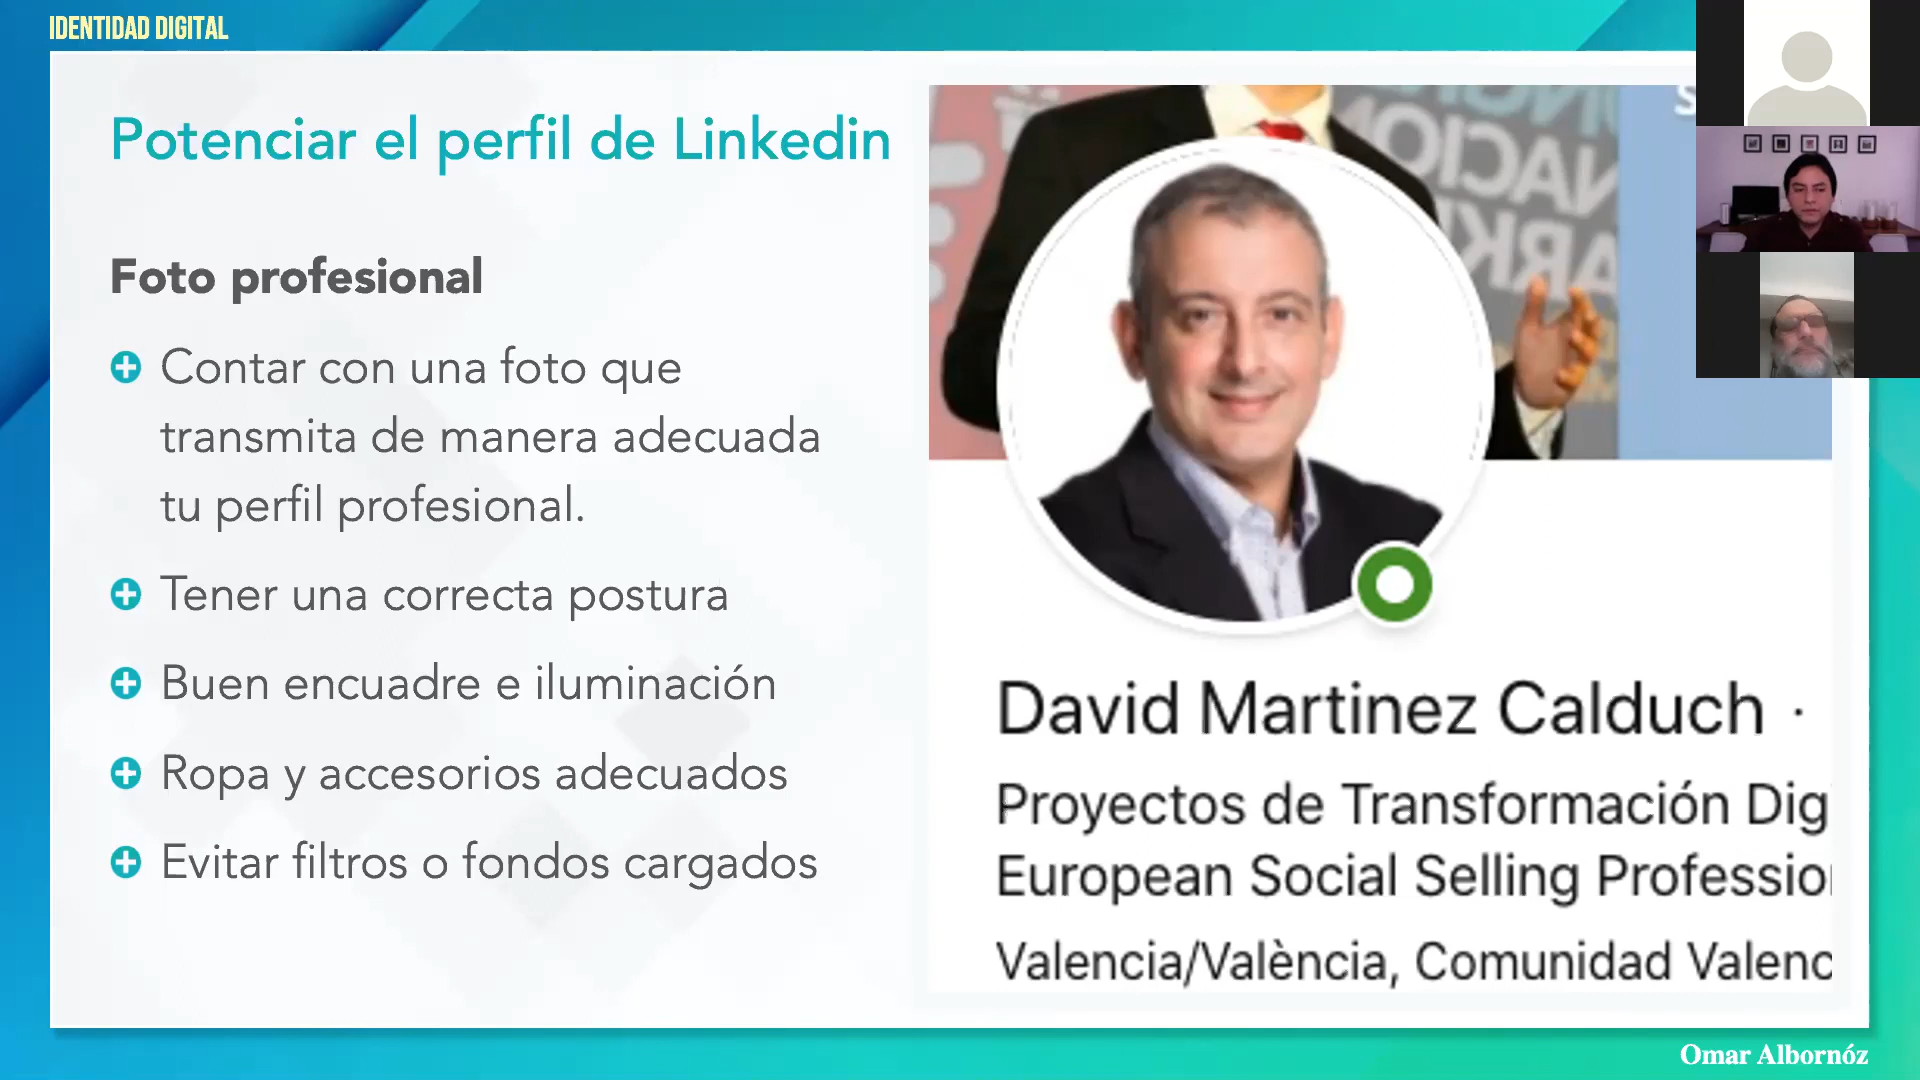 IDENTIDAD DIGITAL
Potenciar el perfil de Linkedin
Foto profesional
Contar con una foto que
transmita de manera adecuada
tu perfil profesional.
Tener una correcta postura
Buen encuadre e iluminación
Ropa y accesorios adecuados
Evitar filtros o fondos cargados
David Martinez Calduch ·
Proyectos de Transformación Dig
European Social Selling Professio
Valencia/València, Comunidad Valenc
Omar Albornóz